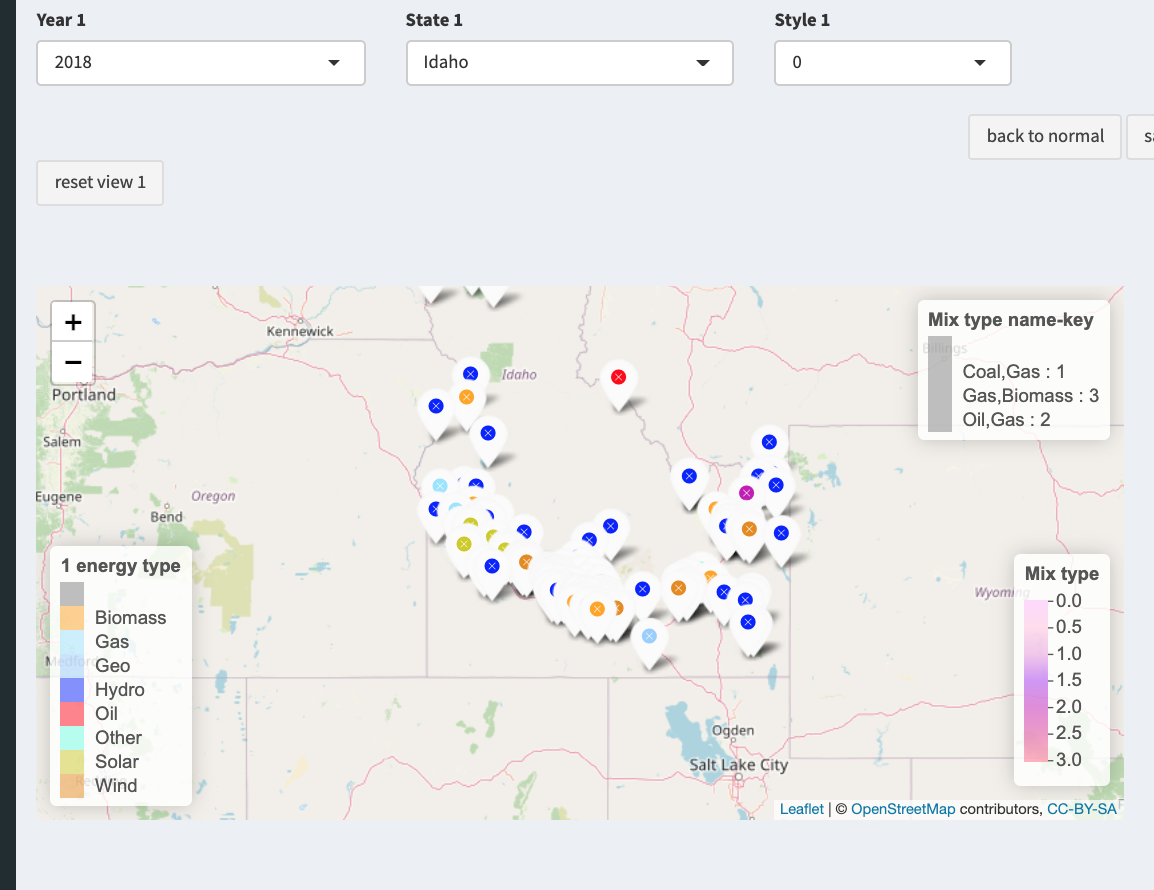 Year 1
State 1
Style 1
2018
Idaho
0
back to normal
sa
reset view 1
+
−
Kennewick
Portland
Salem
Eugene
Oregon
Bend
Idaho
Billings
Wyoming
Ogden
Salt Lake City
Mix type name-key
Coal,Gas : 1
Gas,Biomass : 3
Oil,Gas : 2
1 energy type
Biomass
Gas
Geo
Hydro
Oil
Other
Solar
Wind
Mix type
0.0
0.5
1.0
1.5
2.0
2.5
3.0
Leaflet | © OpenStreetMap contributors, CC-BY-SA